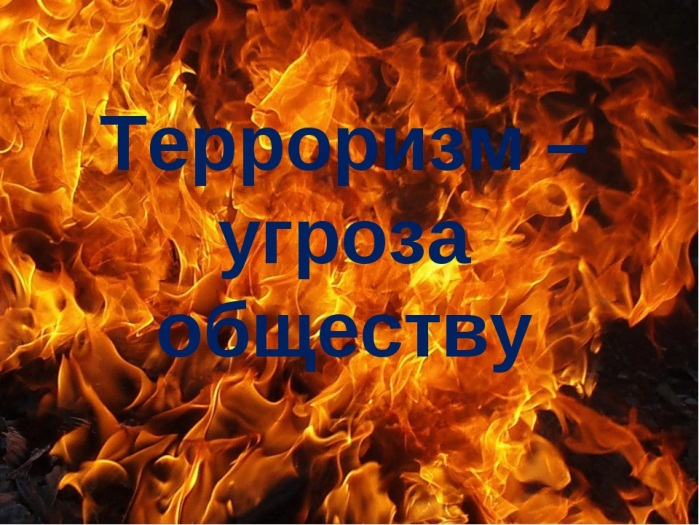 Терроризм –
угроза
обществу